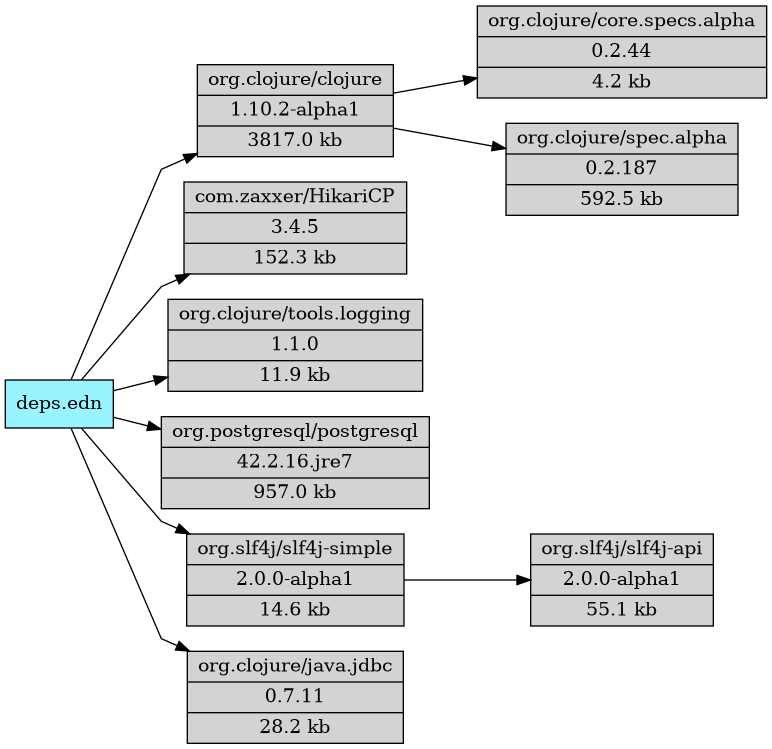 org.clojure/core.specs.alpha
0.2.44
4.2 kb
org.clojure/clojure
1.10.2-alpha1
3817.0 kb
org.clojure/spec.alpha
0.2.187
592.5 kb
com.zaxxer/HikariCP
3.4.5
152.3 kb
org.clojure/tools.logging
1.1.0
11.9 kb
deps.edn
org.postgresql/postgresql
42.2.16.jre7
957.0 kb
org.slf4j/slf4j-simple
2.0.0-alpha1
14.6 kb
org.slf4j/slf4j-api
2.0.0-alpha1
55.1 kb
org.clojure/java.jdbc
0.7.11
28.2 kb